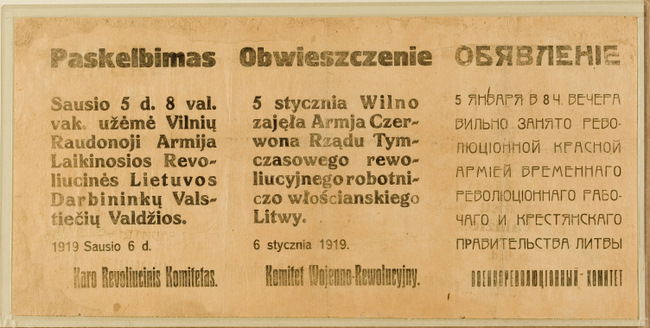 Paskelbimas
Sausio 5 d. 8 val.
vak. užėmė Vilnių
Raudonoji Armija
Laikinosios Revo-
liucinės Lietuvos
Darbininkų Vals-
tiečių Valdžios.
1919 Sausio 6 d.
Karo Revoliucinis Komitetas.
Obwieszczenie
5 stycznia Wilno
zajęła Armja Czer-
wona Rządu Tym-
czasowego rewo-
liucyjnego robotni-
czo włościanskiego
Litwy.
6 stycznia 1919.
Komitet Wojenno-Rewolucyjny.
ОБЯВЛЕНІЕ
5 ЯНВАРЯ В 8 Ч. ВЕЧЕРА
ВИЛЬНО ЗАНЯТО РЕВО-
ЛЮЦИОННОЙ КРАСНОЙ
АРМІЕЙ ВРЕМЕННАГО
РЕВОЛЮЦІОННАГО РАБО-
ЧАГО И КРЕСТЯНСКАГО
ПРАВИТЕЛЬСТВА ЛИТВЫ
ВОЕННОРЕВОЛЮЦІОННЫЙ-КОМИТЕТ